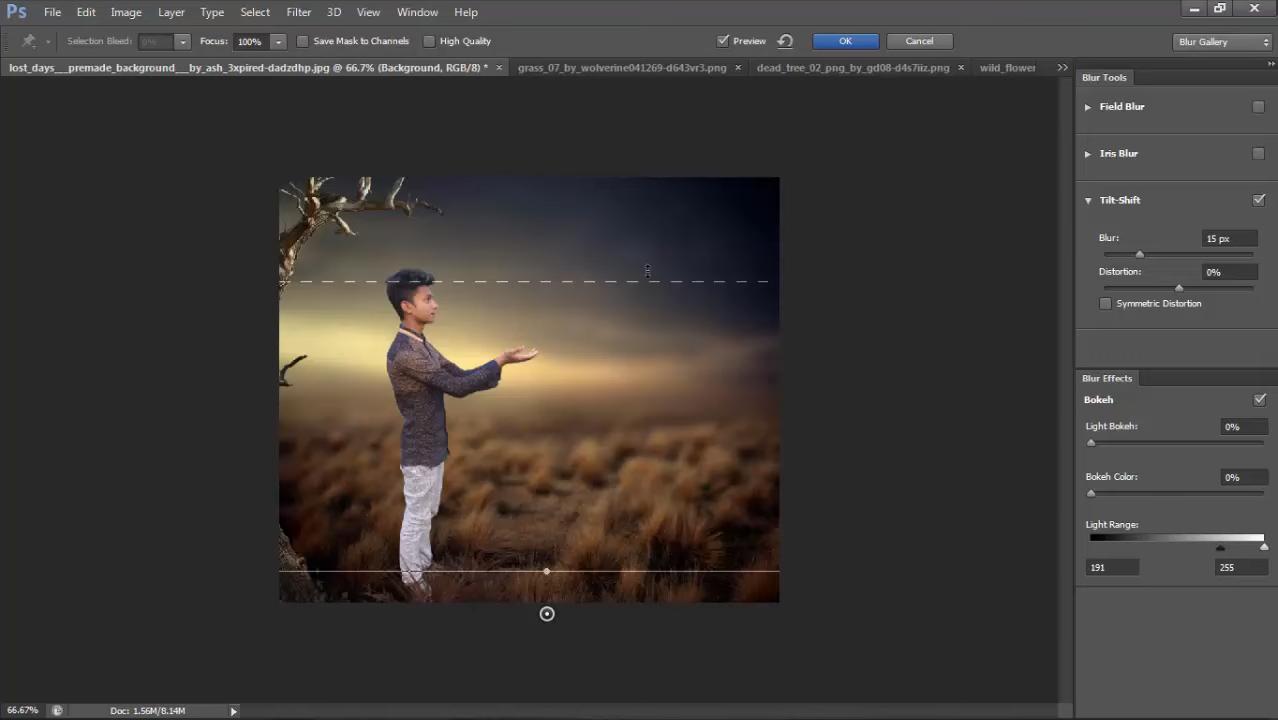 Ps File Edit Image Layer Type Select Filter 3D View Window Help
Selection Bleed: 0% Focus: 100% Save Mask to Channels High Quality Preview OK Cancel Blur Gallery
lost_days___premade_background___by_ash_3xpired-dadzdhp.jpg @ 66.7% (Background, RGB/8) * × grass_07_by_wolverine041269-d643vr3.png × dead_tree_02_png_by_gd08-d4s7iiz.png × wild_flower >>
Blur Tools
Field Blur
Iris Blur
Tilt-Shift
Blur: 15 px
Distortion: 0%
Symmetric Distortion
Blur Effects
Bokeh
Light Bokeh: 0%
Bokeh Color: 0%
Light Range:
191 255
66.67% Doc: 1.56M/8.14M